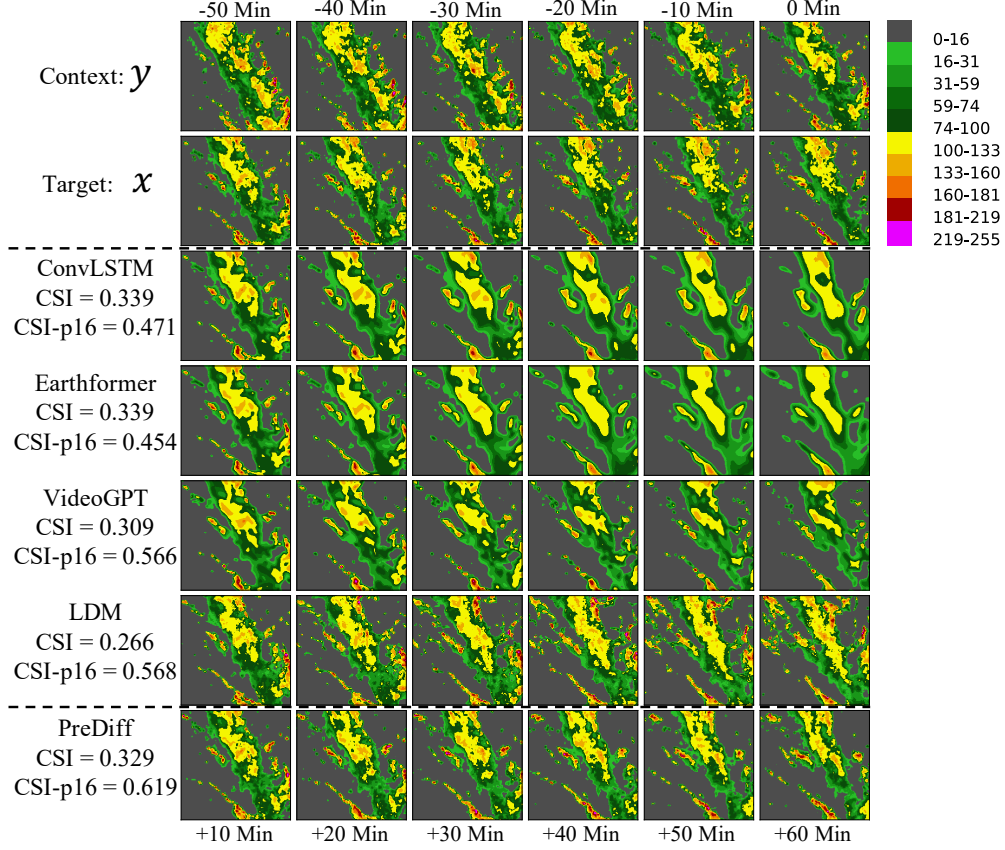 -50 Min -40 Min -30 Min -20 Min -10 Min 0 Min
Context: y
Target: x
0-16
16-31
31-59
59-74
74-100
100-133
133-160
160-181
181-219
219-255
ConvLSTM
CSI = 0.339
CSI-p16 = 0.471
Earthformer
CSI = 0.339
CSI-p16 = 0.454
VideoGPT
CSI = 0.309
CSI-p16 = 0.566
LDM
CSI = 0.266
CSI-p16 = 0.568
PreDiff
CSI = 0.329
CSI-p16 = 0.619
+10 Min +20 Min +30 Min +40 Min +50 Min +60 Min